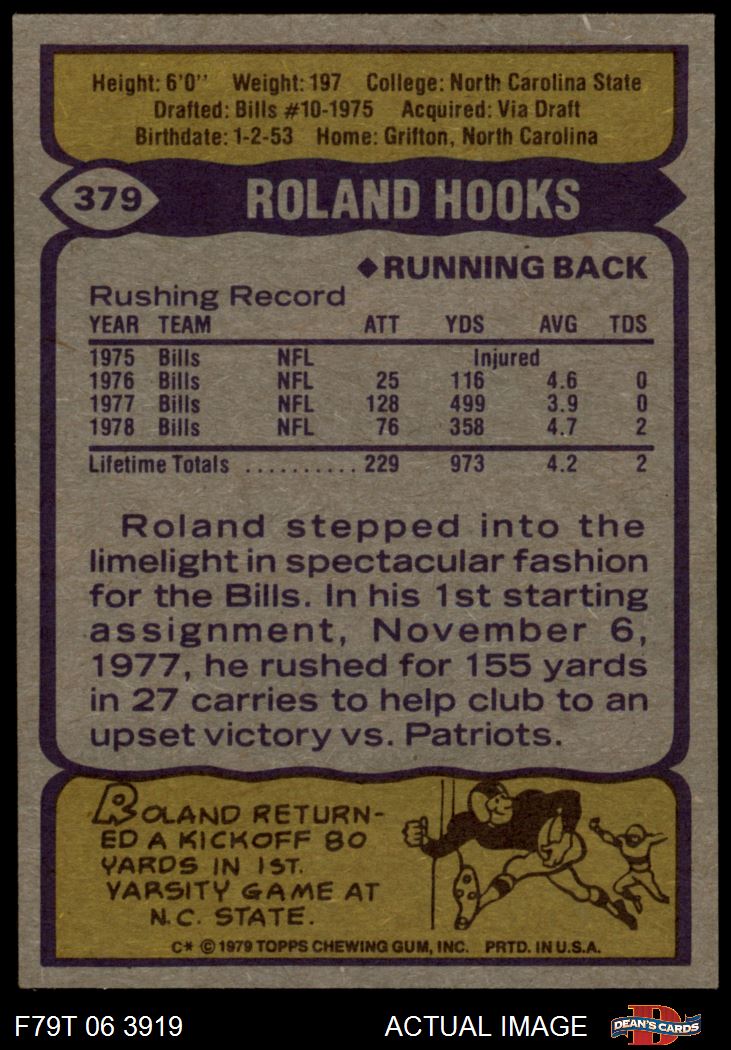 Height: 6'0" Weight: 197 College: North Carolina State
Drafted: Bills #10-1975 Acquired: Via Draft
Birthdate: 1-2-53 Home: Grifton, North Carolina
379 ROLAND HOOKS
◆RUNNING BACK
Rushing Record
YEAR TEAM ATT YDS AVG TDS
1975 Bills NFL Injured
1976 Bills NFL 25 116 4.6 0
1977 Bills NFL 128 499 3.9 0
1978 Bills NFL 76 358 4.7 2
Lifetime Totals .......... 229 973 4.2 2
Roland stepped into the
limelight in spectacular fashion
for the Bills. In his 1st starting
assignment, November 6,
1977, he rushed for 155 yards
in 27 carries to help club to an
upset victory vs. Patriots.
ROLAND RETURN-
ED A KICKOFF 80
YARDS IN 1ST.
VARSITY GAME AT
N.C. STATE.
C* © 1979 TOPPS CHEWING GUM, INC. PRTD. IN U.S.A.
F79T 06 3919 ACTUAL IMAGE D DEAN'S CARDS